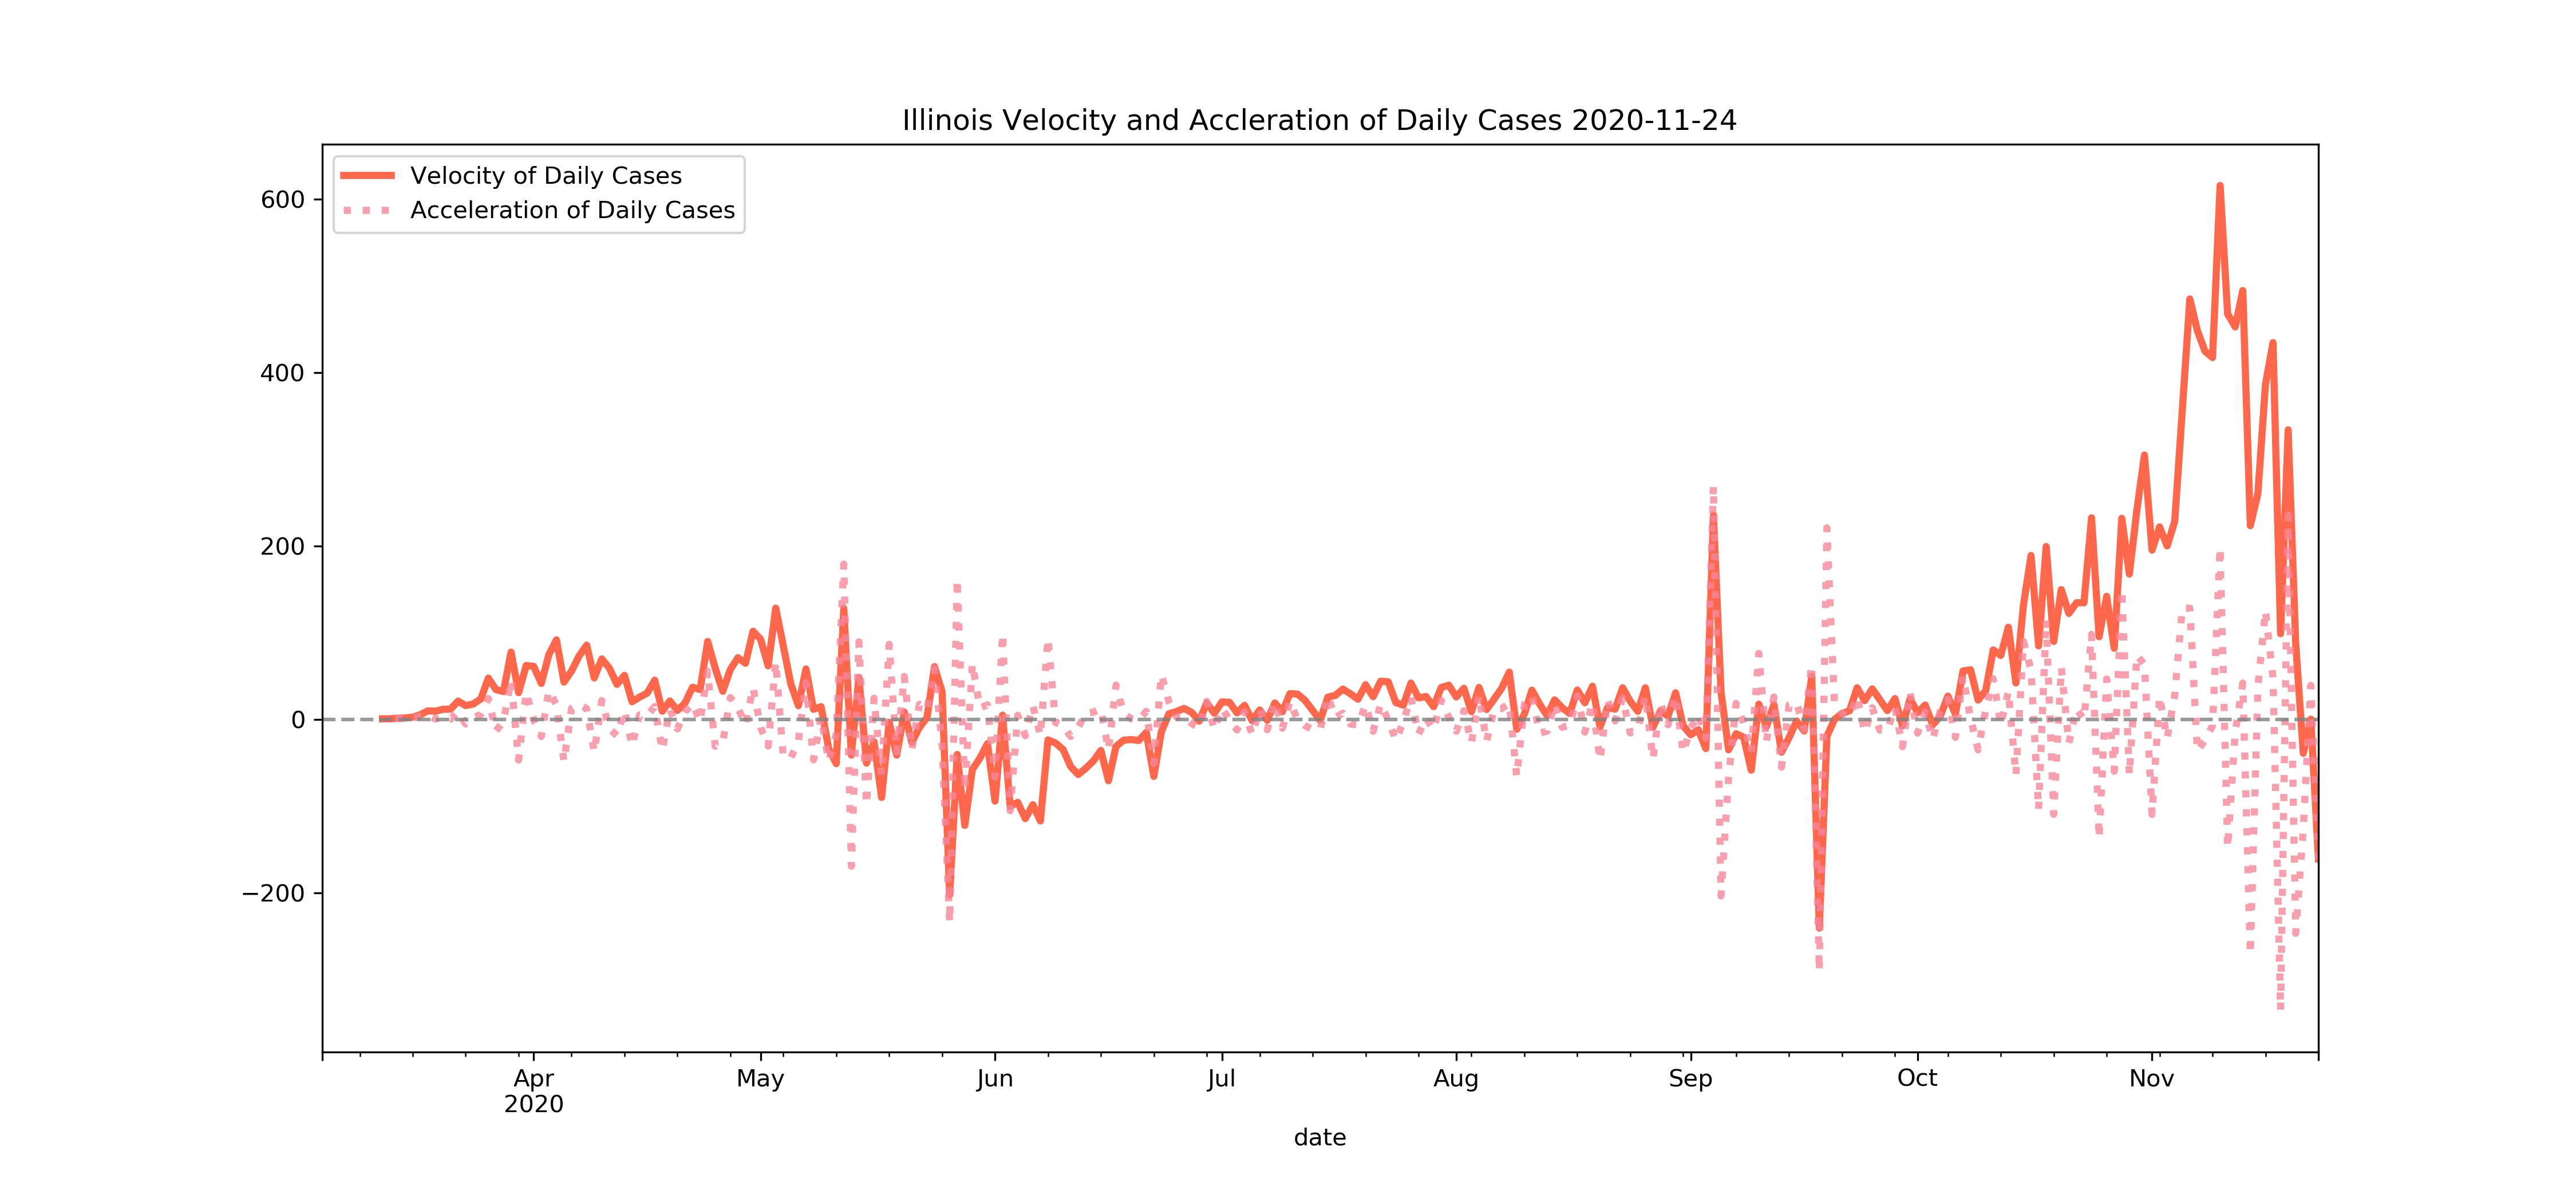 Illinois Velocity and Accleration of Daily Cases 2020-11-24
Velocity of Daily Cases
Acceleration of Daily Cases
600
400
200
0
−200
Apr May Jun Jul Aug Sep Oct Nov
2020
date